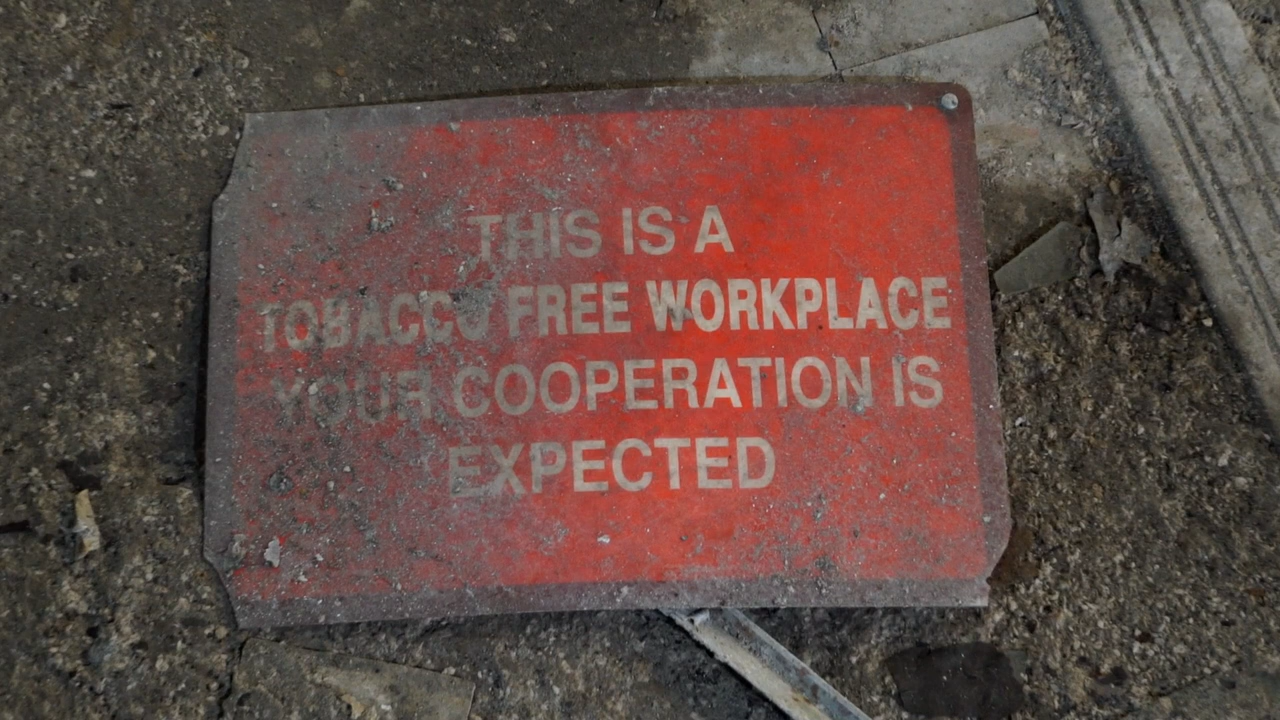 THIS IS A
TOBACCO FREE WORKPLACE
YOUR COOPERATION IS
EXPECTED